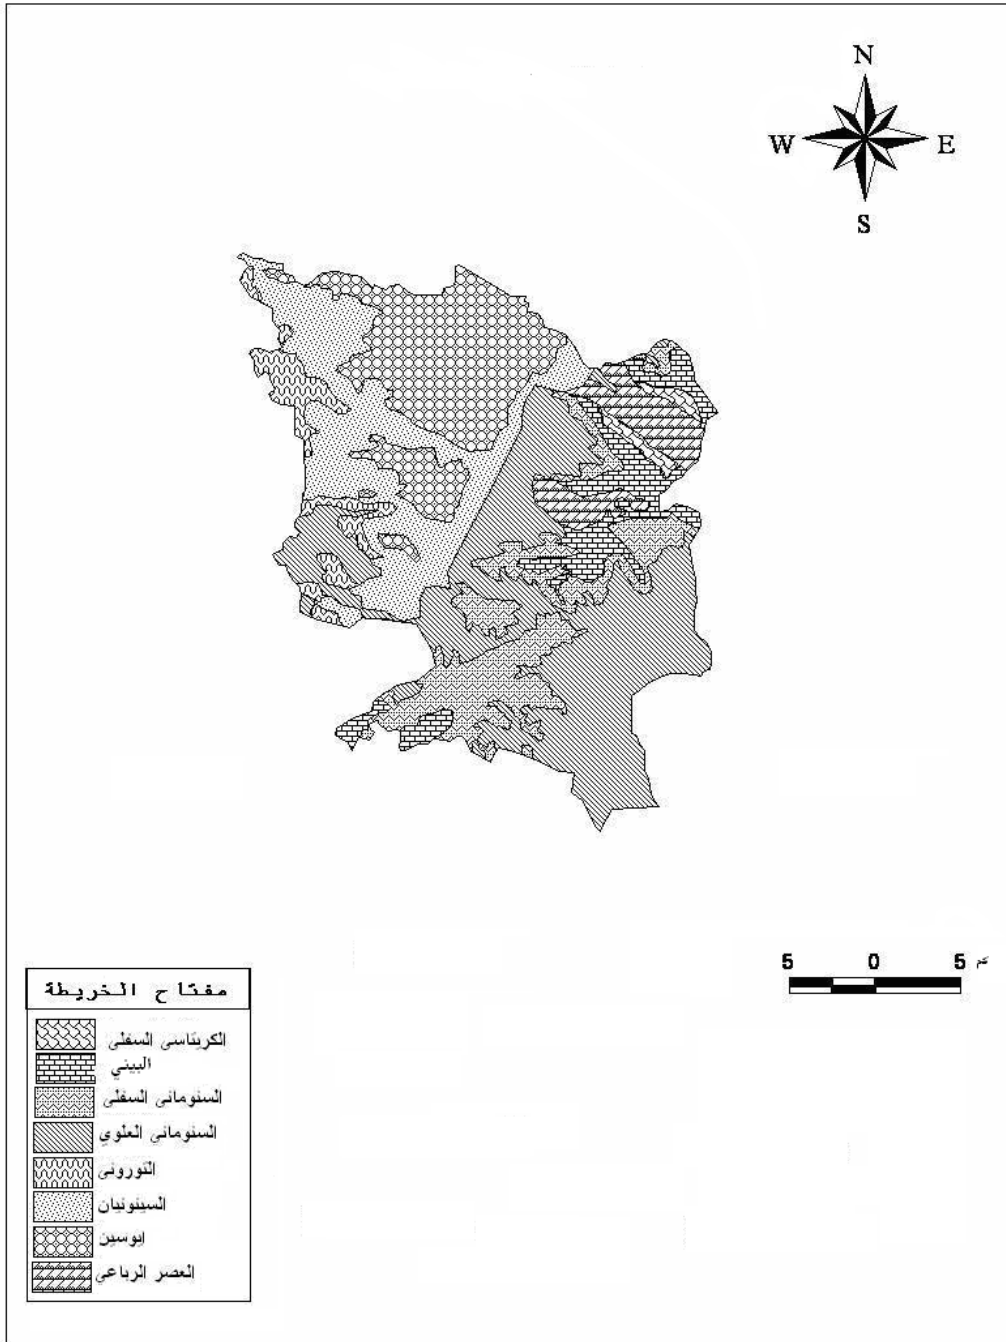 N
W E
S
5 0 5 كم
مفتاح الخريطة
الكريتاسي السفلي
البيني
السنوماني السفلي
السنوماني العلوي
التوروني
السينونيان
ايوسين
العصر الرباعي